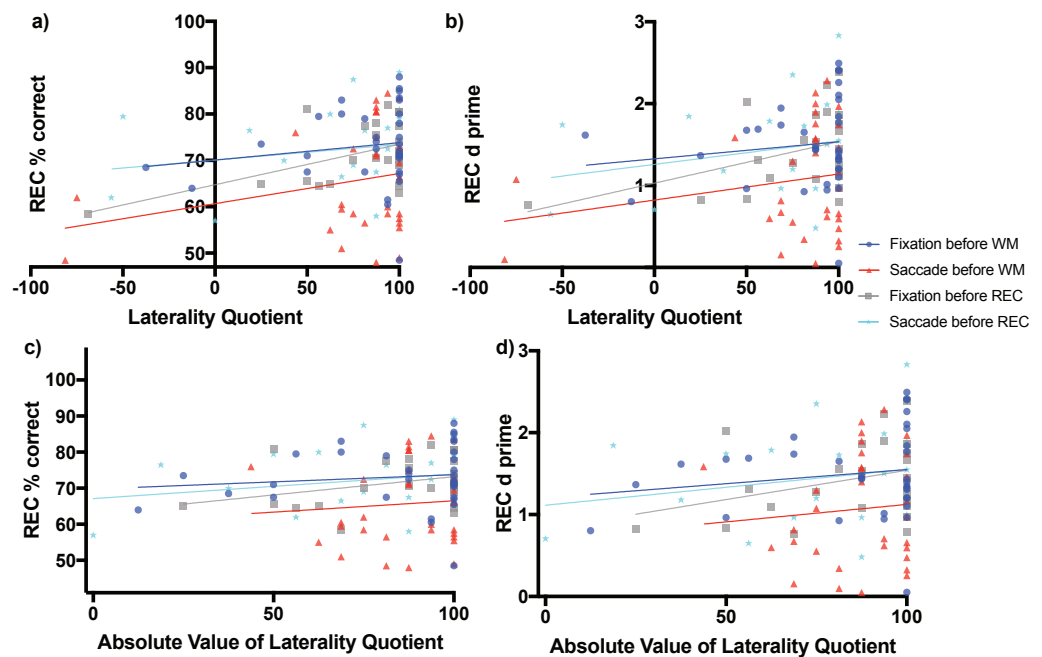 a)
REC % correct
100
90
80
70
60
50
-100
-50
0
50
100
Laterality Quotient
b)
REC d prime
3
2
1
-100
-50
0
50
100
Laterality Quotient
Fixation before WM
Saccade before WM
Fixation before REC
Saccade before REC
c)
REC % correct
100
90
80
70
60
50
0
50
100
Absolute Value of Laterality Quotient
d)
REC d prime
3
2
1
0
0
50
100
Absolute Value of Laterality Quotient